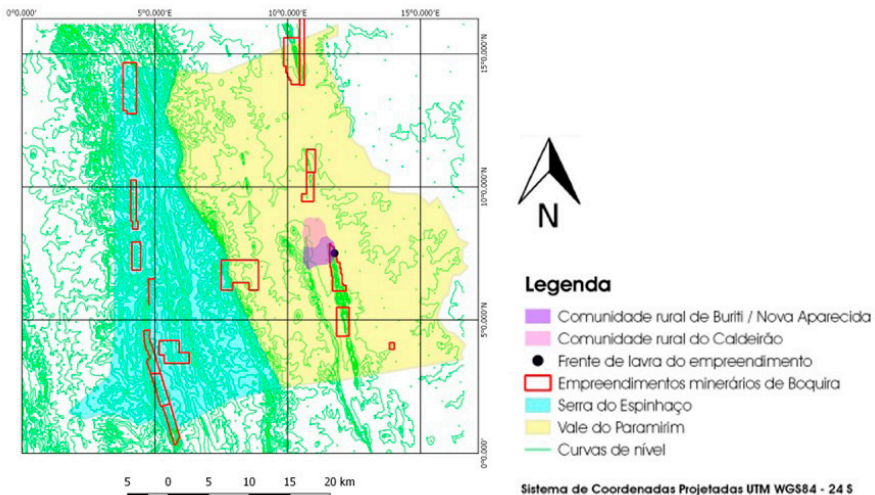 0°0.000' 5°0.000' 10°0.000' 15°0.000'
15°0.000'
10°0.000'
5°0.000'
0°0.000'
5 0 5 10 15 20 km
N
Legenda
Comunidade rural de Buriti / Nova Aparecida
Comunidade rural do Caldeirão
Frente de lavra do empreendimento
Empreendimentos minerários de Boquira
Serra do Espinhaço
Vale do Paramirim
Curvas de nível
Sistema de Coordenadas Projetadas UTM WGS84 - 24 S